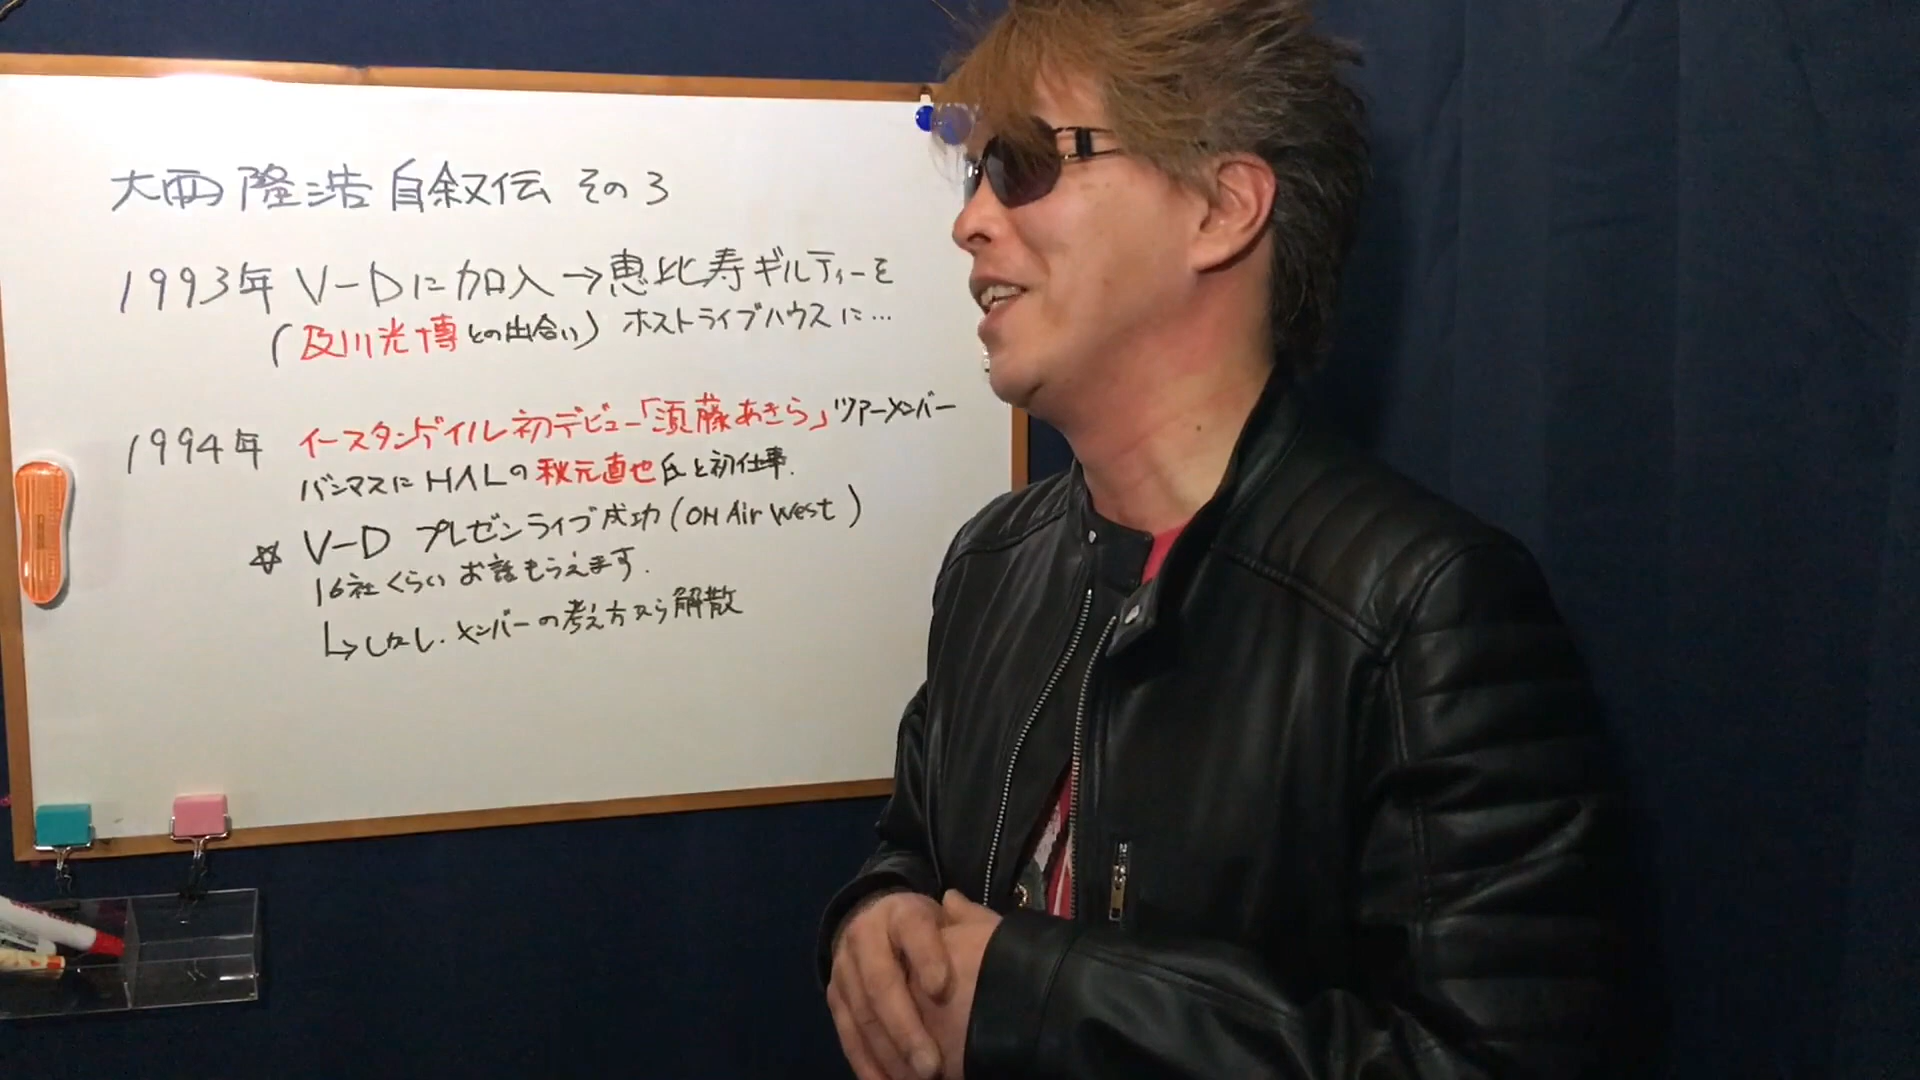 大西隆浩自叙伝 その3
1993年 V-Dに加入→恵比寿ギルティーを
(及川光博との出会い) ホストライブハウスに…
1994年 イースタンゲイル初デビュー「須藤あきら」ツアーメンバー
バンマスにHALの秋元直也氏と初仕事.
☆ V-D プレゼンライブ成功(ON Air West)
16社くらいお話もらえます.
↳しかし.メンバーの考え方から解散